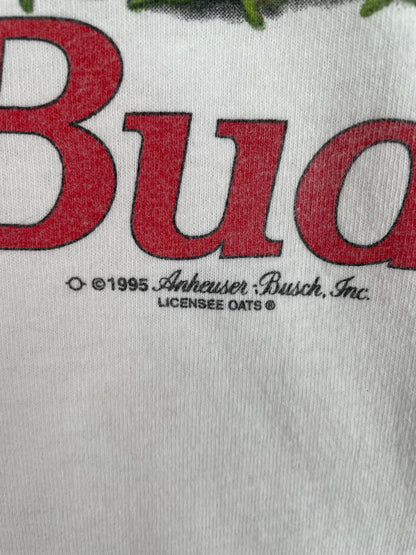 Bud
©1995 Anheuser-Busch, Inc.
LICENSEE OATS ®